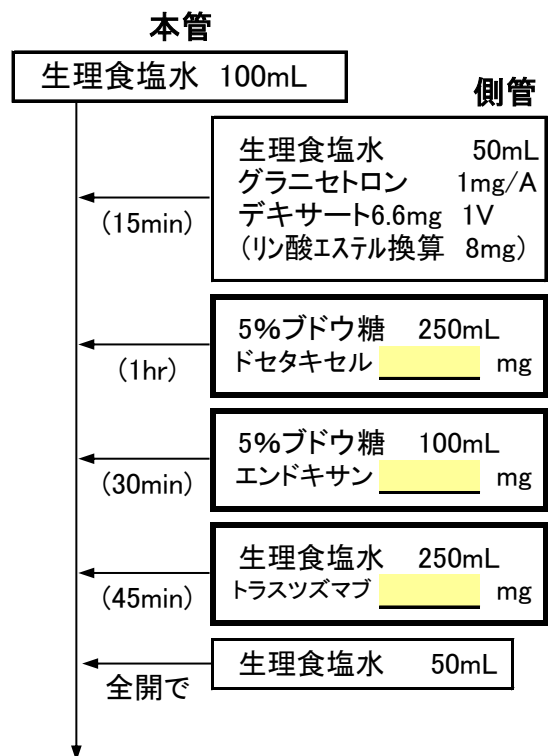 本管
生理食塩水 100mL
側管
生理食塩水 50mL
グラニセトロン 1mg/A
デキサート6.6mg 1V
(リン酸エステル換算 8mg)
(15min)
5%ブドウ糖 250mL
ドセタキセル mg
(1hr)
5%ブドウ糖 100mL
エンドキサン mg
(30min)
生理食塩水 250mL
トラスツズマブ mg
(45min)
生理食塩水 50mL
全開で